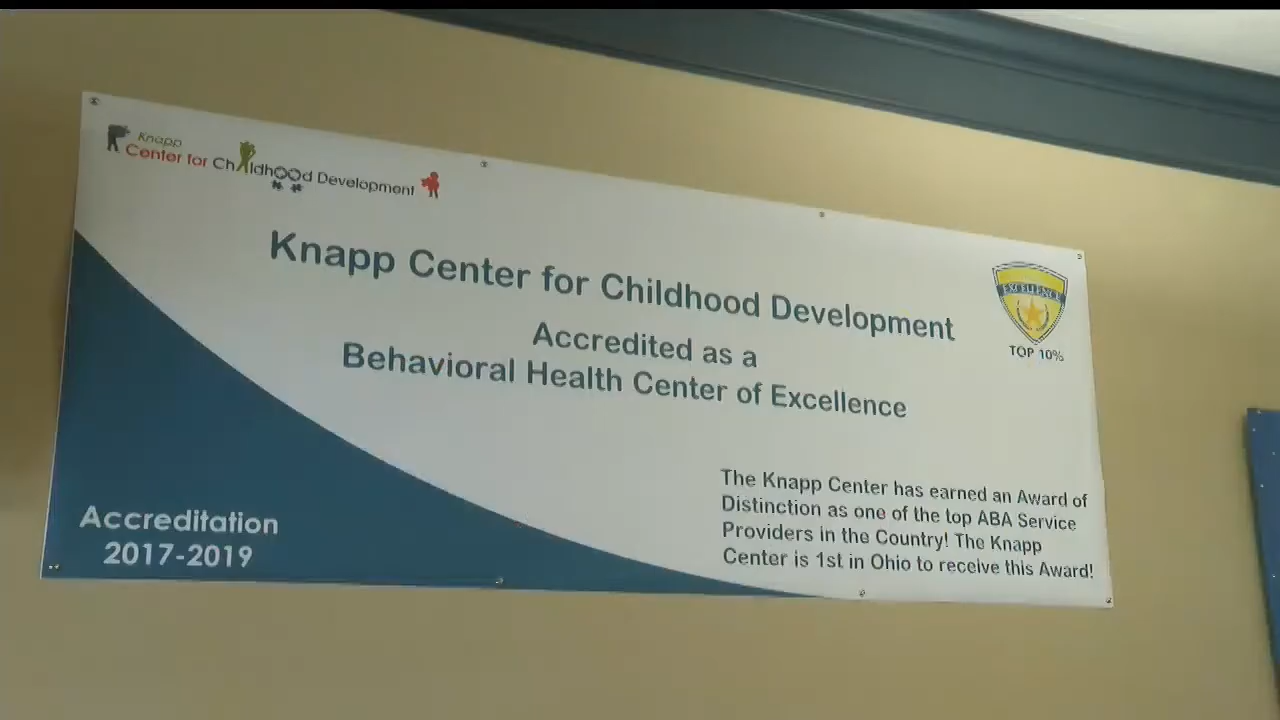 Knapp
Center for Childhood Development
Knapp Center for Childhood Development
Accredited as a
Behavioral Health Center of Excellence
EXCELLENCE
TOP 10%
The Knapp Center has earned an Award of
Distinction as one of the top ABA Service
Providers in the Country! The Knapp
Center is 1st in Ohio to receive this Award!
Accreditation
2017-2019